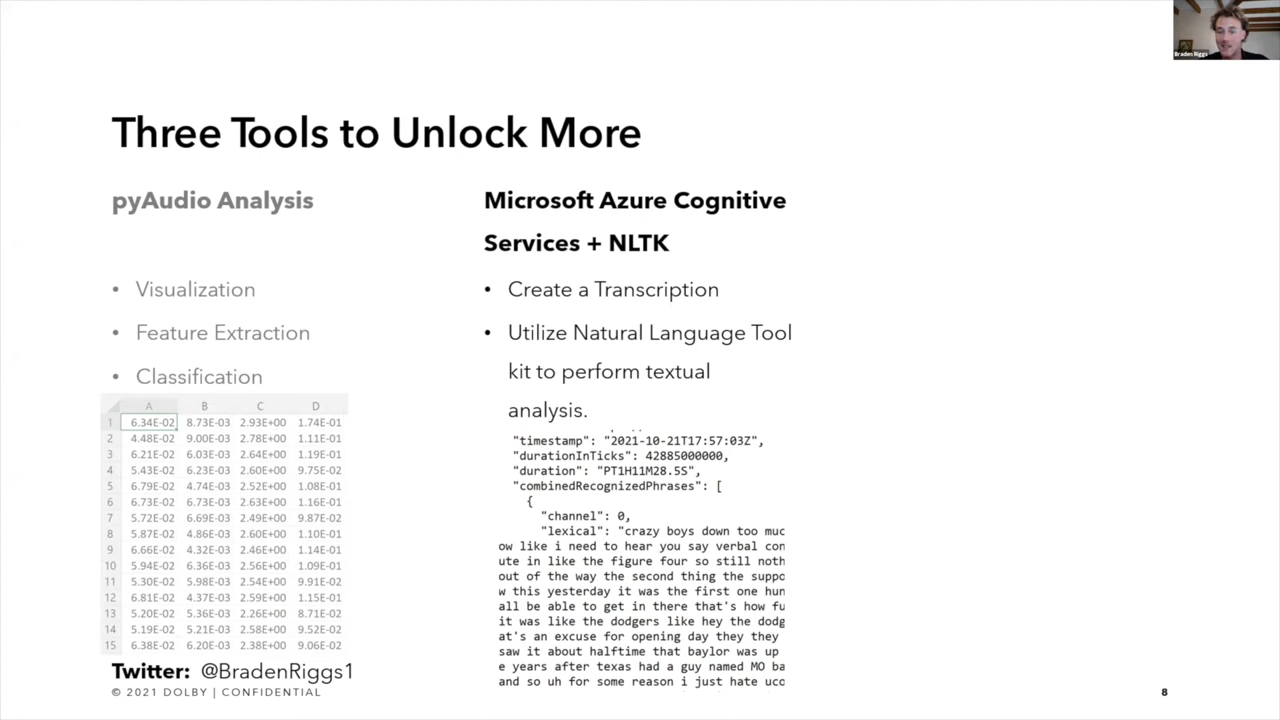 Braden Riggs
Three Tools to Unlock More
pyAudio Analysis
• Visualization
• Feature Extraction
• Classification
A B C D
1 6.34E-02 8.73E-03 2.93E+00 1.74E-01
2 4.48E-02 9.00E-03 2.78E+00 1.11E-01
3 6.21E-02 6.03E-03 2.64E+00 1.19E-01
4 5.43E-02 6.23E-03 2.60E+00 9.75E-02
5 6.79E-02 4.74E-03 2.52E+00 1.08E-01
6 6.73E-02 6.73E-03 2.63E+00 1.16E-01
7 5.72E-02 6.69E-03 2.49E+00 9.87E-02
8 5.87E-02 4.86E-03 2.60E+00 1.10E-01
9 6.66E-02 4.32E-03 2.46E+00 1.14E-01
10 5.94E-02 6.36E-03 2.56E+00 1.09E-01
11 5.30E-02 5.98E-03 2.54E+00 9.91E-02
12 6.81E-02 4.37E-03 2.59E+00 1.15E-01
13 5.20E-02 5.36E-03 2.26E+00 8.71E-02
14 5.19E-02 5.21E-03 2.58E+00 9.52E-02
15 6.38E-02 6.20E-03 2.38E+00 9.06E-02
Microsoft Azure Cognitive
Services + NLTK
• Create a Transcription
• Utilize Natural Language Tool
kit to perform textual
analysis.
"timestamp": "2021-10-21T17:57:03Z",
"durationInTicks": 42885000000,
"duration": "PT1H11M28.5S",
"combinedRecognizedPhrases": [
{
"channel": 0,
"lexical": "crazy boys down too muc
ow like i need to hear you say verbal con
ute in like the figure four so still noth
out of the way the second thing the suppo
w this yesterday it was the first one hun
all be able to get in there that's how fu
it was like the dodgers like hey the dodg
at's an excuse for opening day they they
saw it about halftime that baylor was up
e years after texas had a guy named MO ba
and so uh for some reason i just hate uco
Twitter: @BradenRiggs1
© 2021 DOLBY | CONFIDENTIAL
8